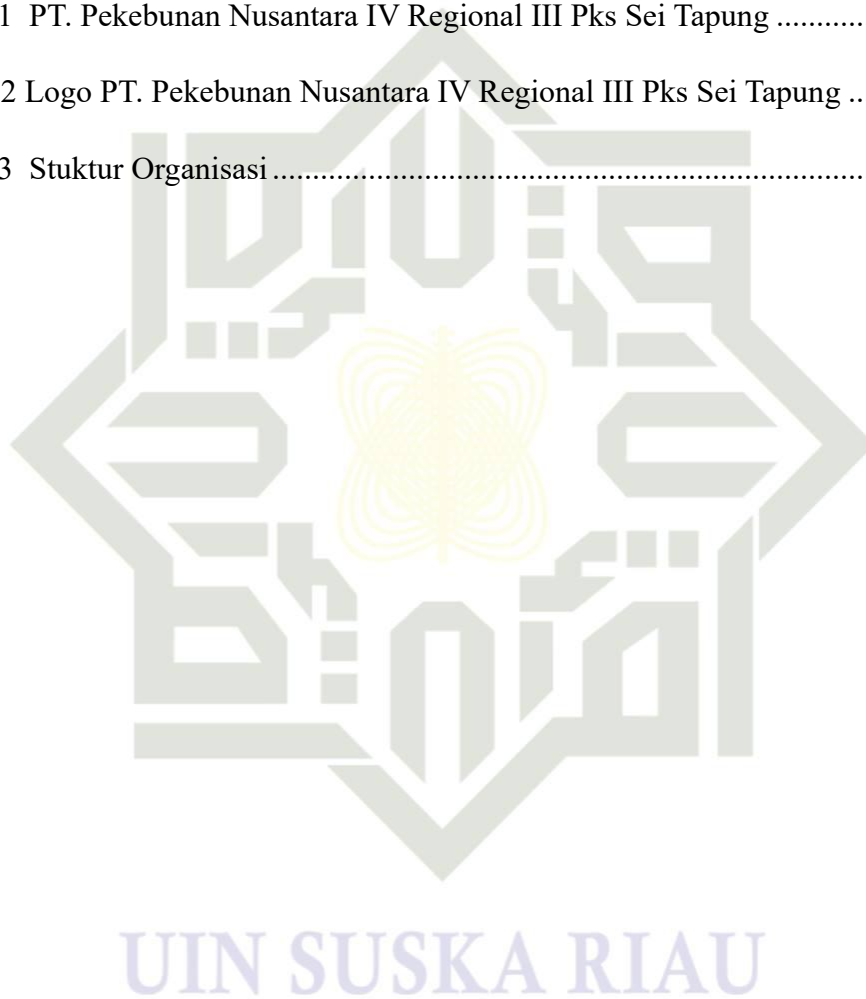 1 PT. Pekebunan Nusantara IV Regional III Pks Sei Tapung ...........
2 Logo PT. Pekebunan Nusantara IV Regional III Pks Sei Tapung ..
3 Stuktur Organisasi ......................................................................
UIN SUSKA RIAU